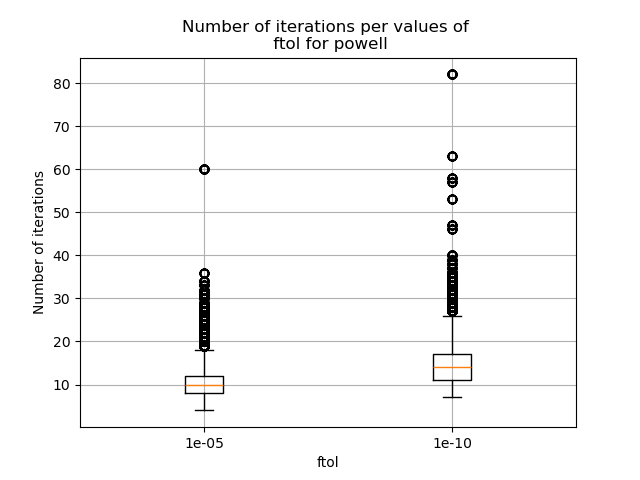 Number of iterations per values of
ftol for powell
80
70
60
50
40
30
20
10
Number of iterations
1e-05
1e-10
ftol